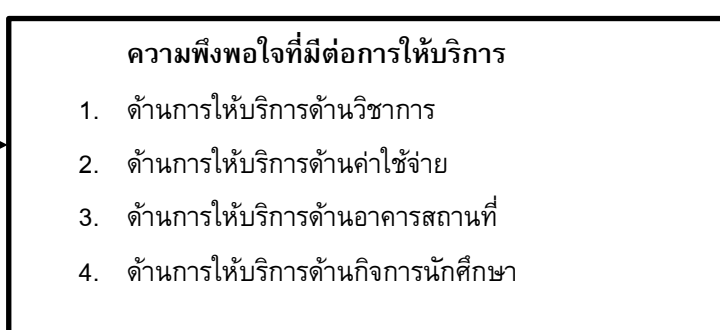 ความพึงพอใจที่มีต่อการให้บริการ
1. ด้านการให้บริการด้านวิชาการ
2. ด้านการให้บริการด้านค่าใช้จ่าย
3. ด้านการให้บริการด้านอาคารสถานที่
4. ด้านการให้บริการด้านกิจการนักศึกษา